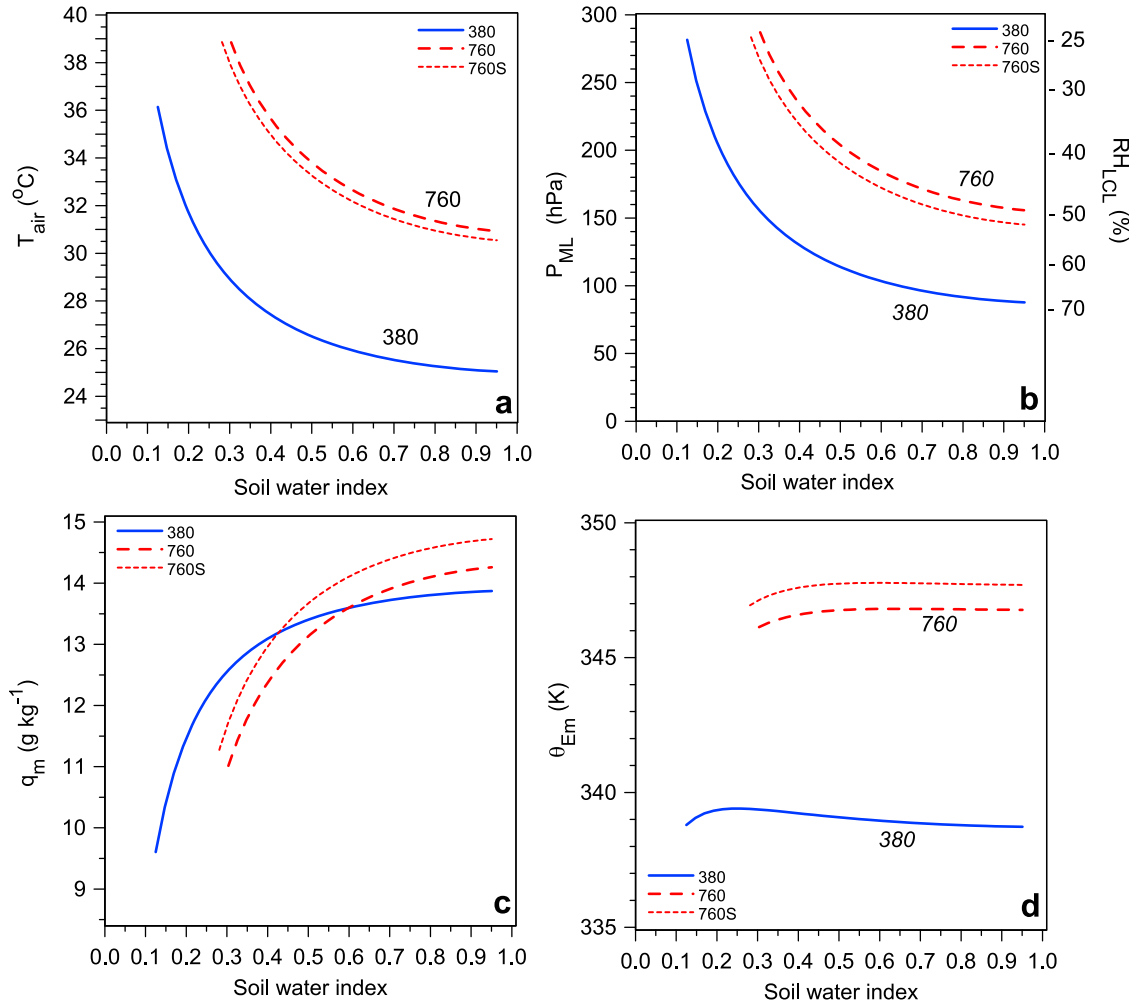 40
39
38
36
34
32
30
28
26
24
T_air (°C)
380
760
760S
760
380
a
0.0 0.1 0.2 0.3 0.4 0.5 0.6 0.7 0.8 0.9 1.0
Soil water index
300
250
200
150
100
50
0
P_ML (hPa)
380
760
760S
760
380
- 25
- 30
- 40
- 50
- 60
- 70
RH_LCL (%)
b
0.0 0.1 0.2 0.3 0.4 0.5 0.6 0.7 0.8 0.9 1.0
Soil water index
15
14
13
12
11
10
9
q_m (g kg⁻¹)
380
760
760S
c
0.0 0.1 0.2 0.3 0.4 0.5 0.6 0.7 0.8 0.9 1.0
Soil water index
350
345
340
335
θ_Em (K)
760
380
380
760
760S
d
0.0 0.1 0.2 0.3 0.4 0.5 0.6 0.7 0.8 0.9 1.0
Soil water index